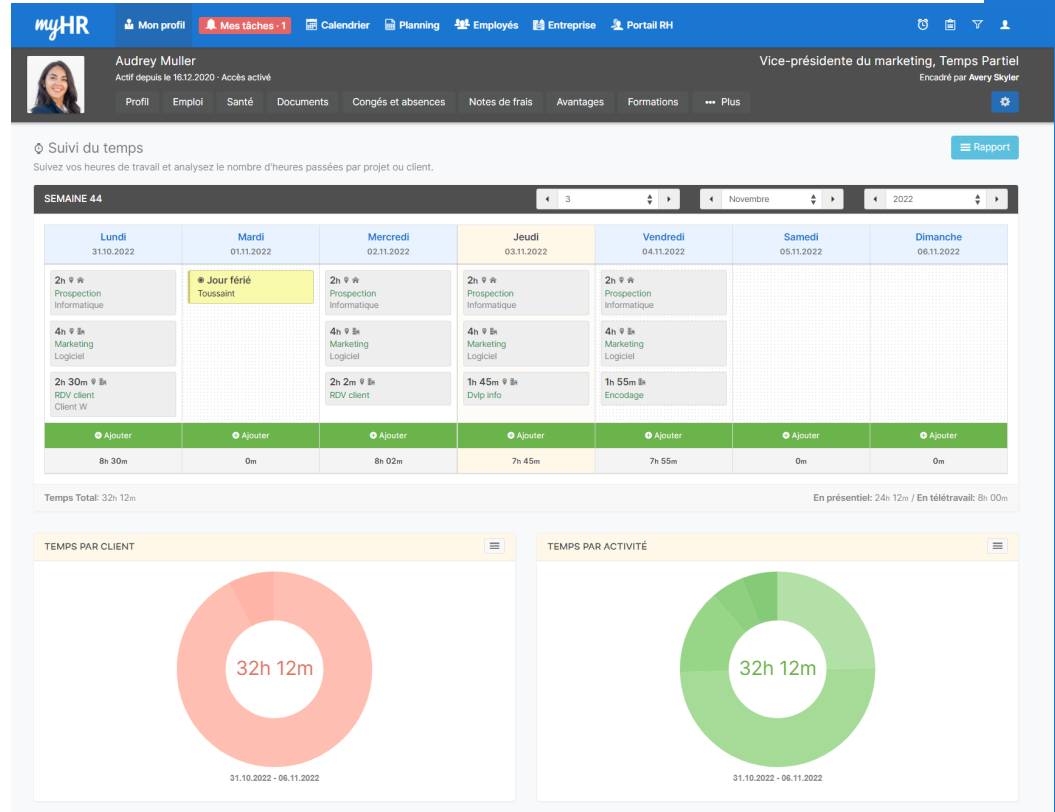 myHR
Mon profil
Mes tâches · 1
Calendrier
Planning
Employés
Entreprise
Portail RH
Audrey Muller
Vice-présidente du marketing, Temps Partiel
Actif depuis le 16.12.2020 · Accès activé
Encadré par Avery Skyler
Profil
Emploi
Santé
Documents
Congés et absences
Notes de frais
Avantages
Formations
••• Plus
Suivi du temps
Rapport
Suivez vos heures de travail et analysez le nombre d'heures passées par projet ou client.
SEMAINE 44
3
Novembre
2022
Lundi
31.10.2022
Mardi
01.11.2022
Mercredi
02.11.2022
Jeudi
03.11.2022
Vendredi
04.11.2022
Samedi
05.11.2022
Dimanche
06.11.2022
2h
Prospection
Informatique
4h
Marketing
Logiciel
2h 30m
RDV client
Client W
Jour férié
Toussaint
2h
Prospection
Informatique
4h
Marketing
Logiciel
2h 2m
RDV client
2h
Prospection
Informatique
4h
Marketing
Logiciel
1h 45m
Dvlp info
2h
Prospection
Informatique
4h
Marketing
Logiciel
1h 55m
Encodage
Ajouter
Ajouter
Ajouter
Ajouter
Ajouter
Ajouter
Ajouter
8h 30m
0m
8h 02m
7h 45m
7h 55m
0m
0m
Temps Total: 32h 12m
En présentiel: 24h 12m / En télétravail: 8h 00m
TEMPS PAR CLIENT
32h 12m
31.10.2022 - 06.11.2022
TEMPS PAR ACTIVITÉ
32h 12m
31.10.2022 - 06.11.2022